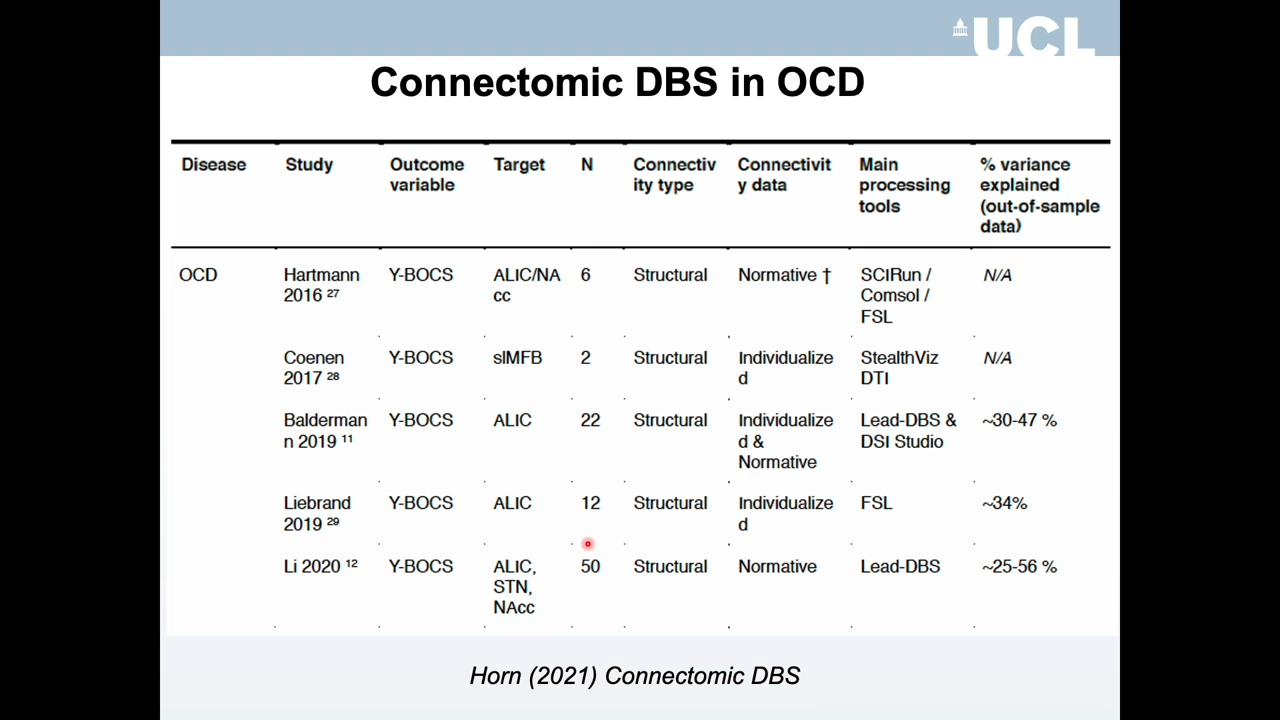 UCL
Connectomic DBS in OCD
Disease Study Outcome variable Target N Connectiv ity type Connectivit y data Main processing tools % variance explained (out-of-sample data)
OCD Hartmann 2016 27 Y-BOCS ALIC/NA cc 6 Structural Normative † SCIRun / Comsol / FSL N/A
Coenen 2017 28 Y-BOCS slMFB 2 Structural Individualize d StealthViz DTI N/A
Balderman n 2019 11 Y-BOCS ALIC 22 Structural Individualize d & Normative Lead-DBS & DSI Studio ~30-47 %
Liebrand 2019 29 Y-BOCS ALIC 12 Structural Individualize d FSL ~34%
Li 2020 12 Y-BOCS ALIC, STN, NAcc 50 Structural Normative Lead-DBS ~25-56 %
Horn (2021) Connectomic DBS